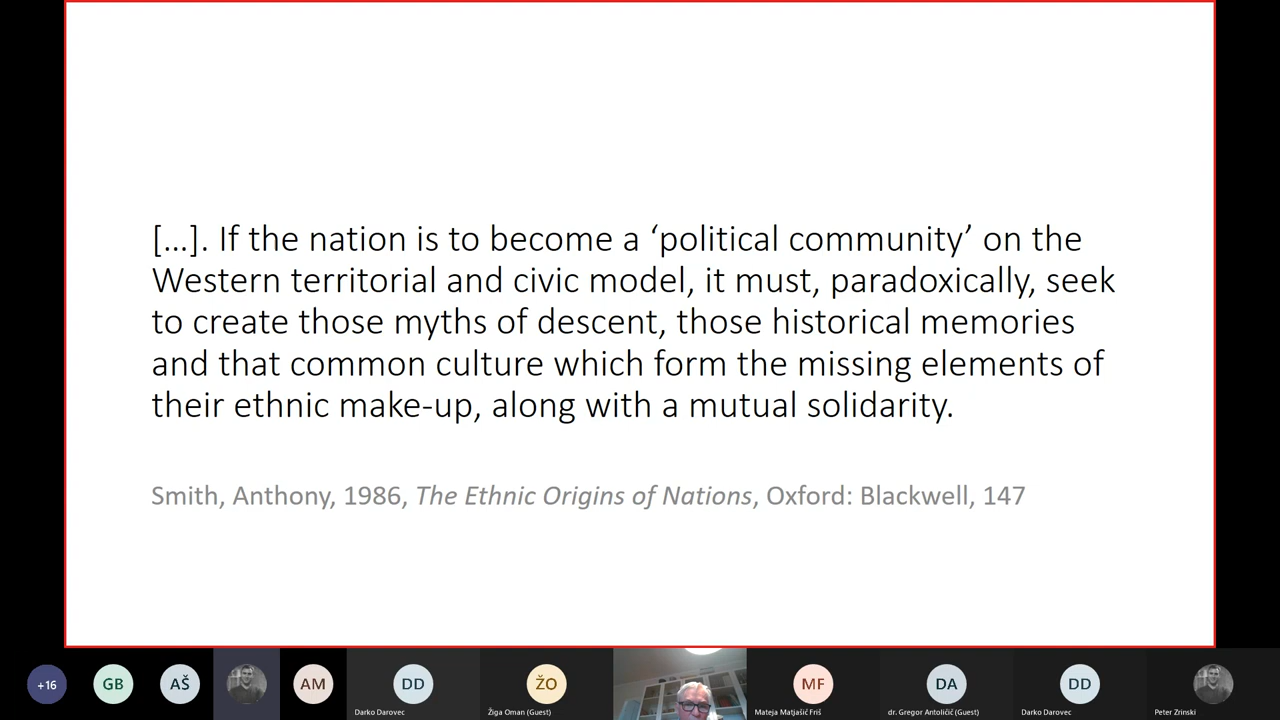 […]. If the nation is to become a ‘political community’ on the
Western territorial and civic model, it must, paradoxically, seek
to create those myths of descent, those historical memories
and that common culture which form the missing elements of
their ethnic make-up, along with a mutual solidarity.
Smith, Anthony, 1986, The Ethnic Origins of Nations, Oxford: Blackwell, 147
+16
GB
AŠ
AM
DD
Darko Darovec
ŽO
Žiga Oman (Guest)
MF
Mateja Matjašič Friš
DA
dr. Gregor Antoličič (Guest)
DD
Darko Darovec
Peter Zrinski